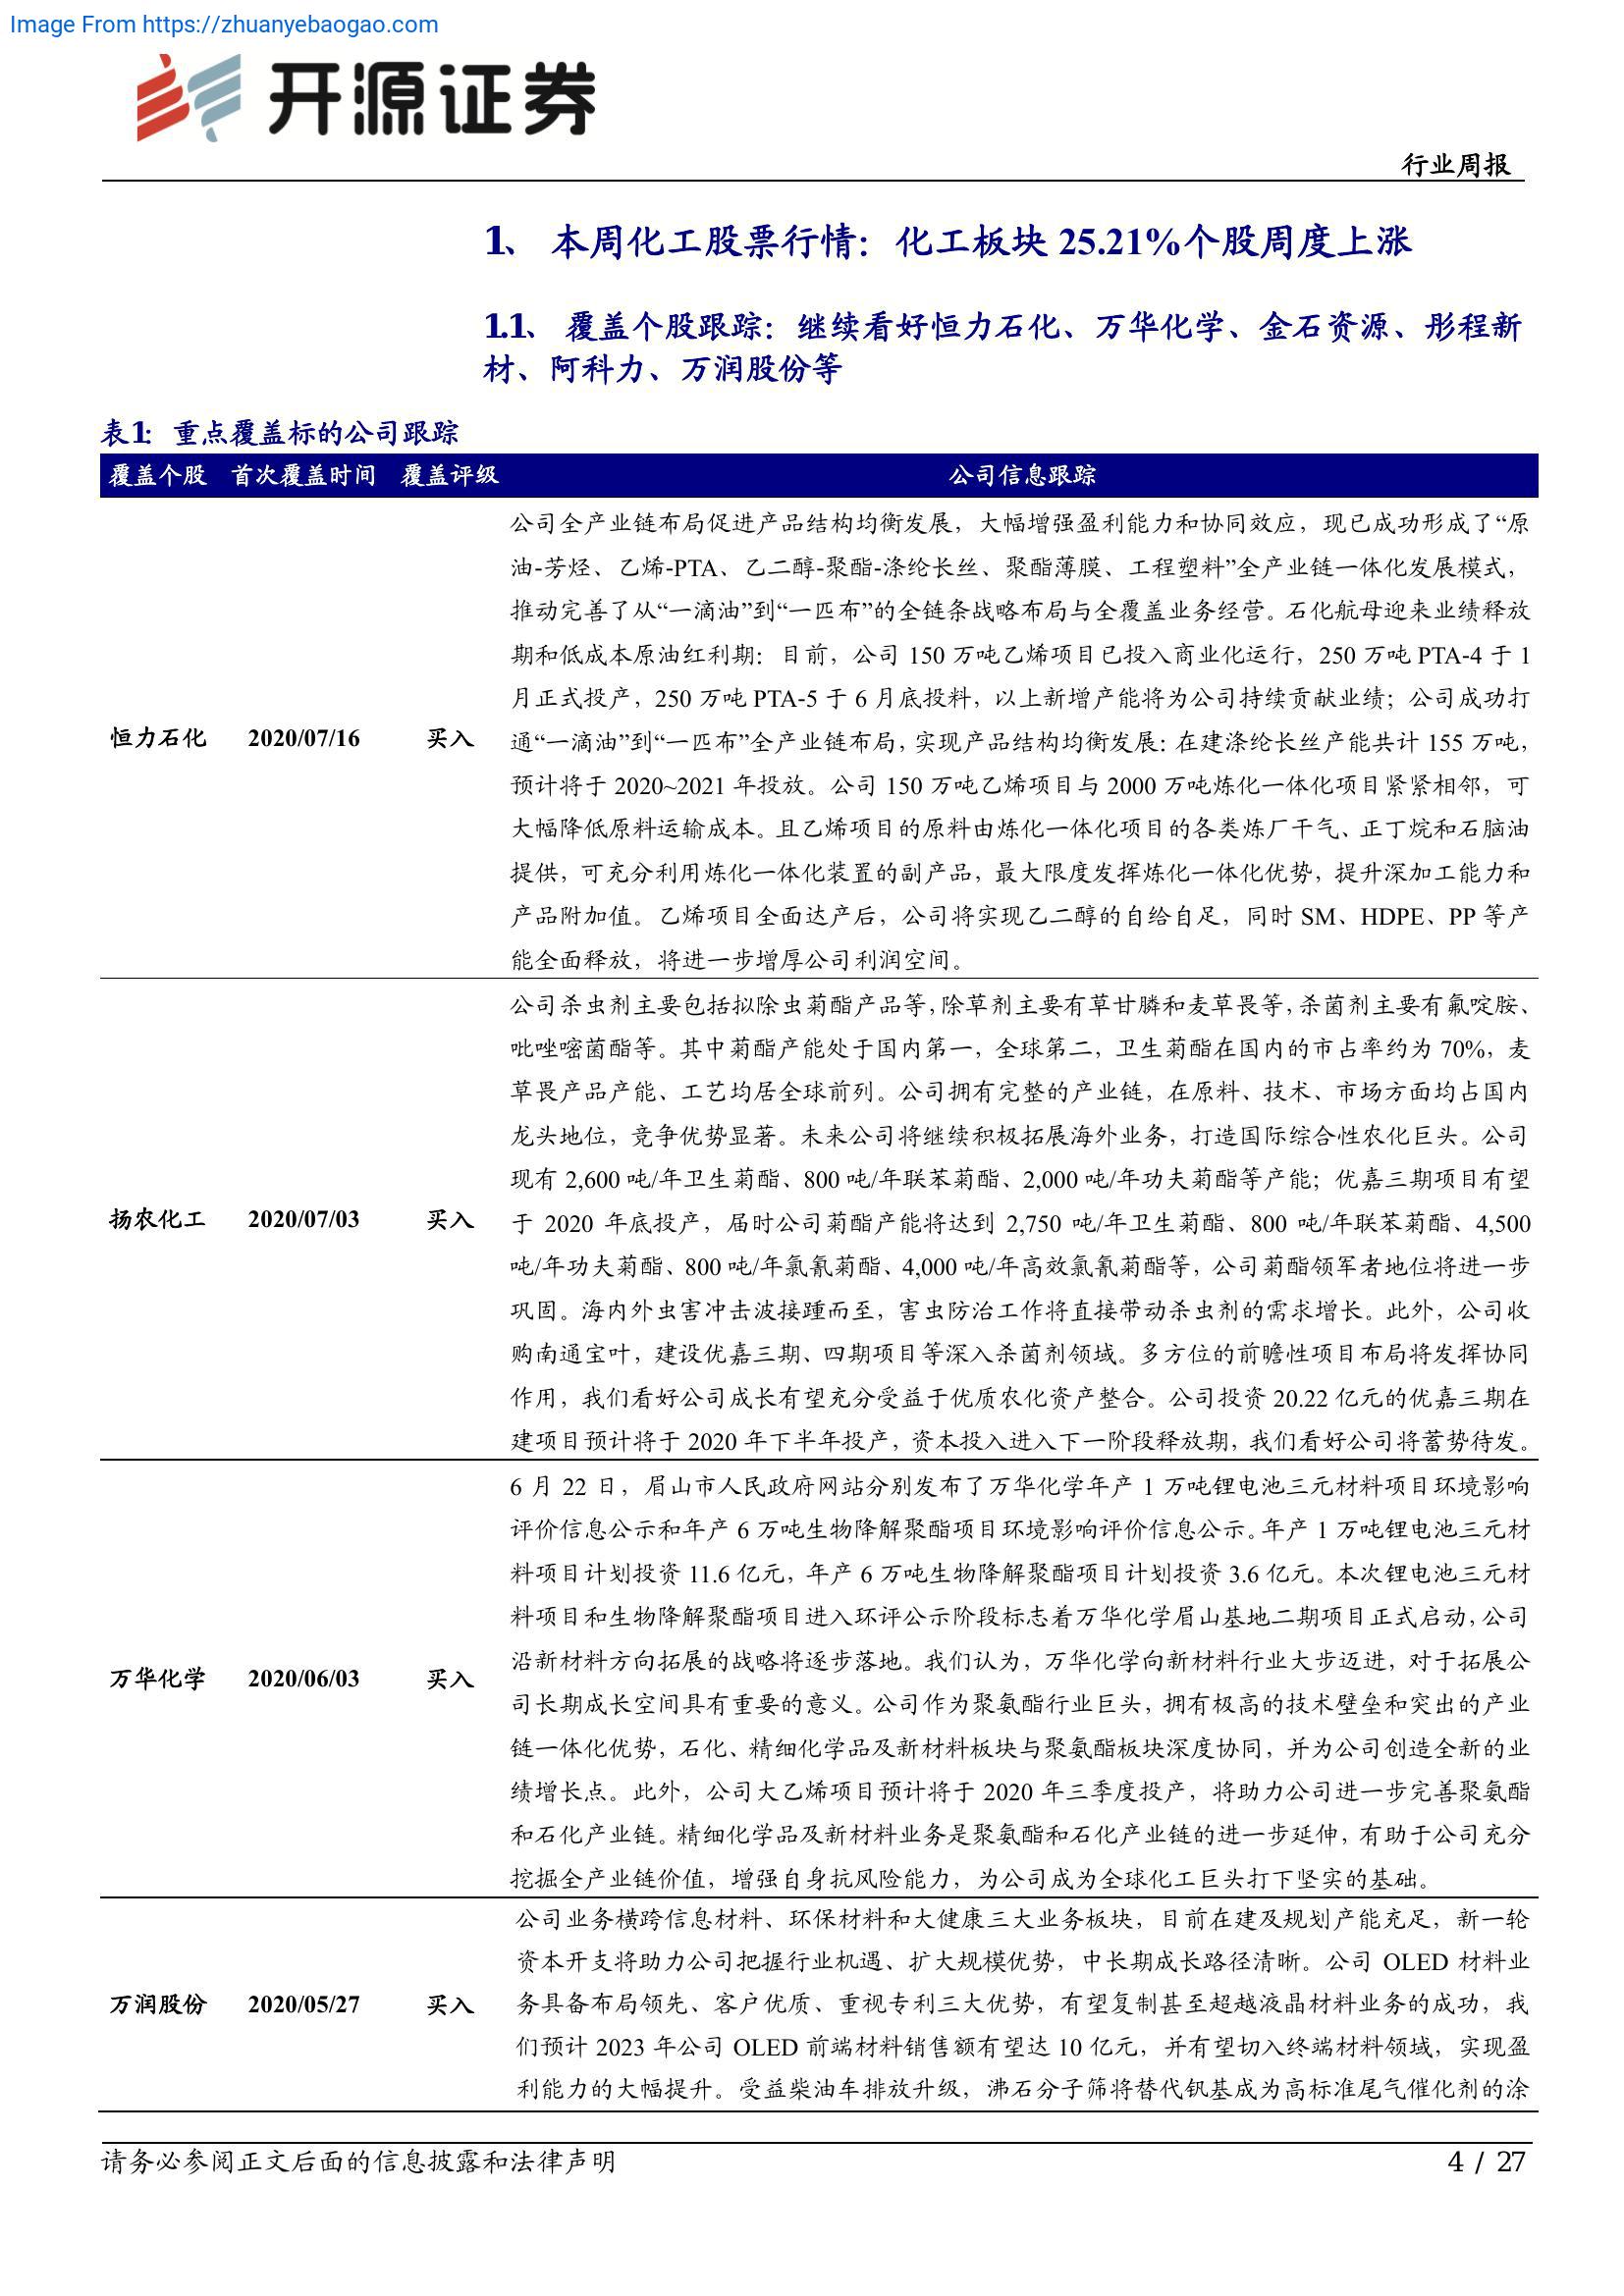 Image From https://zhuanyebaogao.com
开源证券
行业周报
1、 本周化工股票行情：化工板块 25.21%个股周度上涨
1.1、 覆盖个股跟踪：继续看好恒力石化、万华化学、金石资源、彤程新
材、阿科力、万润股份等
表1：重点覆盖标的公司跟踪
覆盖个股 首次覆盖时间 覆盖评级 公司信息跟踪
公司全产业链布局促进产品结构均衡发展，大幅增强盈利能力和协同效应，现已成功形成了“原
油-芳烃、乙烯-PTA、乙二醇-聚酯-涤纶长丝、聚酯薄膜、工程塑料”全产业链一体化发展模式，
推动完善了从“一滴油”到“一匹布”的全链条战略布局与全覆盖业务经营。石化航母迎来业绩释放
期和低成本原油红利期：目前，公司 150 万吨乙烯项目已投入商业化运行，250 万吨 PTA-4 于 1
月正式投产，250 万吨 PTA-5 于 6 月底投料，以上新增产能将为公司持续贡献业绩；公司成功打
恒力石化 2020/07/16 买入 通“一滴油”到“一匹布”全产业链布局，实现产品结构均衡发展：在建涤纶长丝产能共计 155 万吨，
预计将于 2020~2021 年投放。公司 150 万吨乙烯项目与 2000 万吨炼化一体化项目紧紧相邻，可
大幅降低原料运输成本。且乙烯项目的原料由炼化一体化项目的各类炼厂干气、正丁烷和石脑油
提供，可充分利用炼化一体化装置的副产品，最大限度发挥炼化一体化优势，提升深加工能力和
产品附加值。乙烯项目全面达产后，公司将实现乙二醇的自给自足，同时 SM、HDPE、PP 等产
能全面释放，将进一步增厚公司利润空间。
公司杀虫剂主要包括拟除虫菊酯产品等，除草剂主要有草甘膦和麦草畏等，杀菌剂主要有氟啶胺、
吡唑嘧菌酯等。其中菊酯产能处于国内第一，全球第二，卫生菊酯在国内的市占率约为 70%，麦
草畏产品产能、工艺均居全球前列。公司拥有完整的产业链，在原料、技术、市场方面均占国内
龙头地位，竞争优势显著。未来公司将继续积极拓展海外业务，打造国际综合性农化巨头。公司
现有 2,600 吨/年卫生菊酯、800 吨/年联苯菊酯、2,000 吨/年功夫菊酯等产能；优嘉三期项目有望
扬农化工 2020/07/03 买入 于 2020 年底投产，届时公司菊酯产能将达到 2,750 吨/年卫生菊酯、800 吨/年联苯菊酯、4,500
吨/年功夫菊酯、800 吨/年氯氰菊酯、4,000 吨/年高效氯氰菊酯等，公司菊酯领军者地位将进一步
巩固。海内外虫害冲击波接踵而至，害虫防治工作将直接带动杀虫剂的需求增长。此外，公司收
购南通宝叶，建设优嘉三期、四期项目等深入杀菌剂领域。多方位的前瞻性项目布局将发挥协同
作用，我们看好公司成长有望充分受益于优质农化资产整合。公司投资 20.22 亿元的优嘉三期在
建项目预计将于 2020 年下半年投产，资本投入进入下一阶段释放期，我们看好公司将蓄势待发。
6 月 22 日，眉山市人民政府网站分别发布了万华化学年产 1 万吨锂电池三元材料项目环境影响
评价信息公示和年产 6 万吨生物降解聚酯项目环境影响评价信息公示。年产 1 万吨锂电池三元材
料项目计划投资 11.6 亿元，年产 6 万吨生物降解聚酯项目计划投资 3.6 亿元。本次锂电池三元材
料项目和生物降解聚酯项目进入环评公示阶段标志着万华化学眉山基地二期项目正式启动，公司
沿新材料方向拓展的战略将逐步落地。我们认为，万华化学向新材料行业大步迈进，对于拓展公
万华化学 2020/06/03 买入 司长期成长空间具有重要的意义。公司作为聚氨酯行业巨头，拥有极高的技术壁垒和突出的产业
链一体化优势，石化、精细化学品及新材料板块与聚氨酯板块深度协同，并为公司创造全新的业
绩增长点。此外，公司大乙烯项目预计将于 2020 年三季度投产，将助力公司进一步完善聚氨酯
和石化产业链。精细化学品及新材料业务是聚氨酯和石化产业链的进一步延伸，有助于公司充分
挖掘全产业链价值，增强自身抗风险能力，为公司成为全球化工巨头打下坚实的基础。
公司业务横跨信息材料、环保材料和大健康三大业务板块，目前在建及规划产能充足，新一轮
资本开支将助力公司把握行业机遇、扩大规模优势，中长期成长路径清晰。公司 OLED 材料业
万润股份 2020/05/27 买入 务具备布局领先、客户优质、重视专利三大优势，有望复制甚至超越液晶材料业务的成功，我
们预计 2023 年公司 OLED 前端材料销售额有望达 10 亿元，并有望切入终端材料领域，实现盈
利能力的大幅提升。受益柴油车排放升级，沸石分子筛将替代钒基成为高标准尾气催化剂的涂
请务必参阅正文后面的信息披露和法律声明 4 / 27